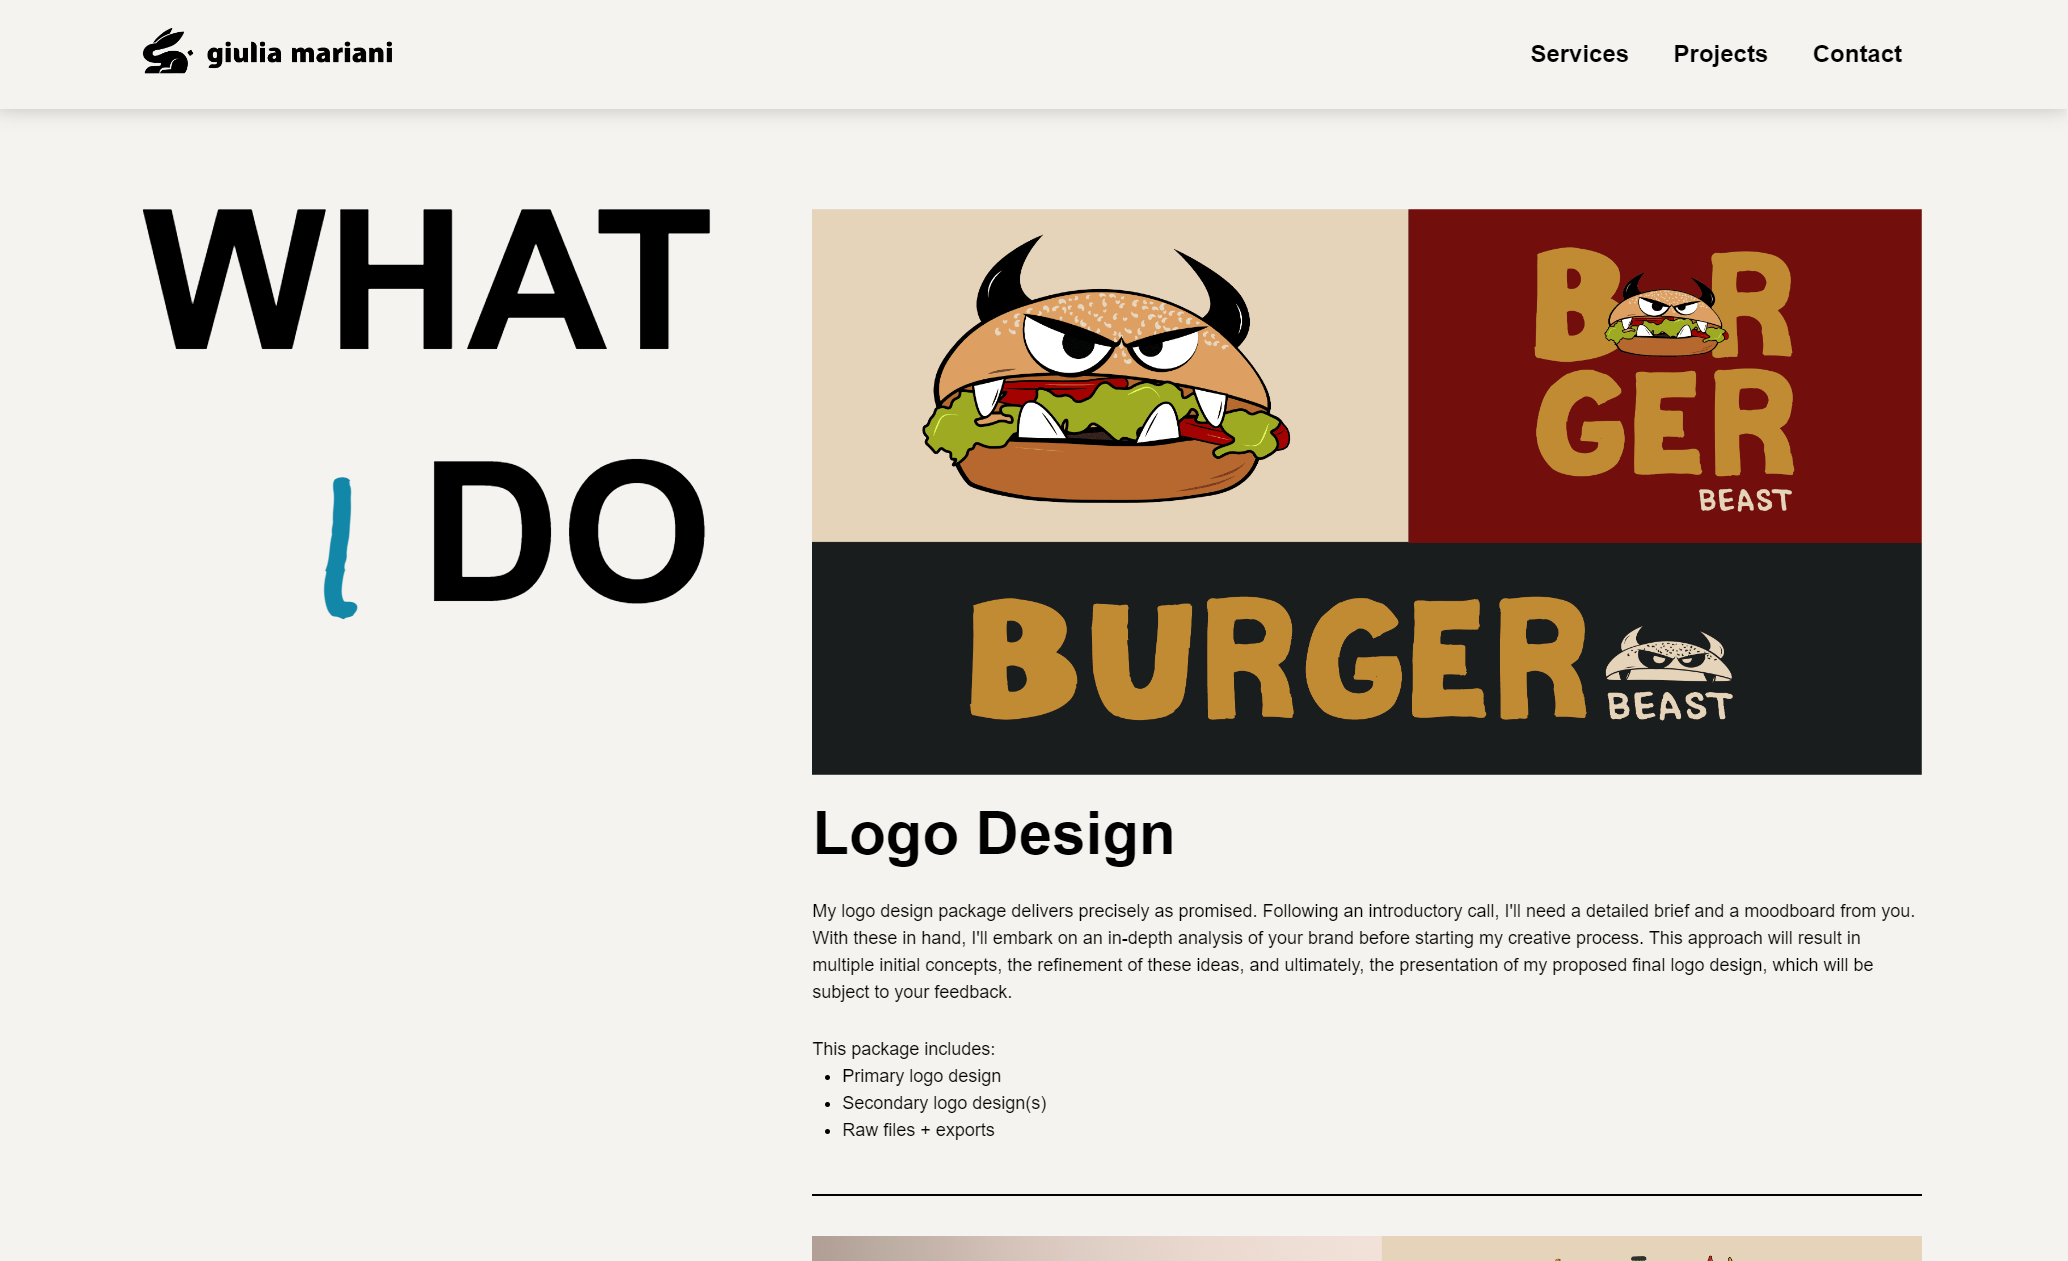 giulia mariani
Services Projects Contact
WHAT
I DO
B R
GER
BEAST
BURGER
BEAST
Logo Design
My logo design package delivers precisely as promised. Following an introductory call, I'll need a detailed brief and a moodboard from you.
With these in hand, I'll embark on an in-depth analysis of your brand before starting my creative process. This approach will result in
multiple initial concepts, the refinement of these ideas, and ultimately, the presentation of my proposed final logo design, which will be
subject to your feedback.
This package includes:
• Primary logo design
• Secondary logo design(s)
• Raw files + exports